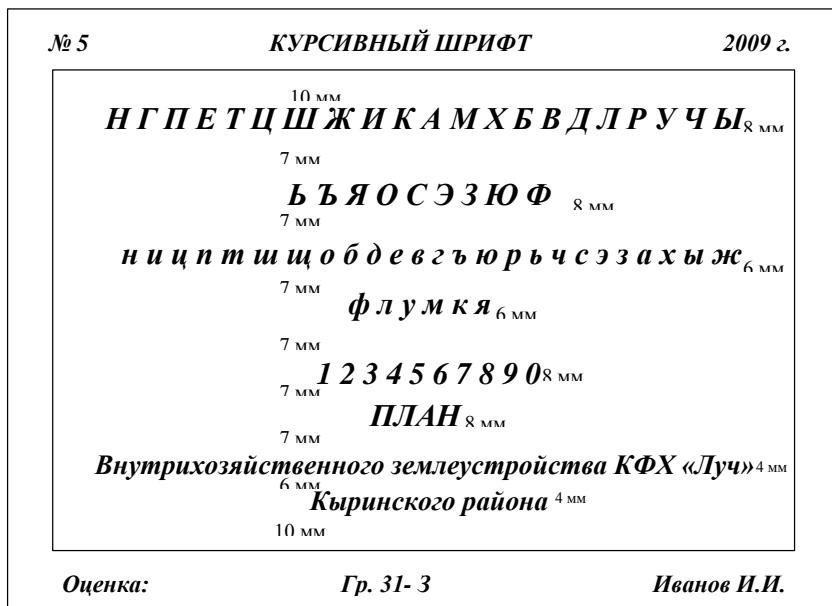 № 5 КУРСИВНЫЙ ШРИФТ 2009 г.
10 мм
Н Г П Е Т Ц Ш Ж И К А М Х Б В Д Л Р У Ч Ы 8 мм
7 мм
Ь Ъ Я О С Э З Ю Ф 8 мм
7 мм
н и ц п т ш щ о б д е в г ъ ю р ь ч с э з а х ы ж 6 мм
7 мм
ф л у м к я 6 мм
7 мм
1 2 3 4 5 6 7 8 9 0 8 мм
7 мм
ПЛАН 8 мм
7 мм
Внутрихозяйственного землеустройства КФХ «Луч» 4 мм
6 мм
Кыринского района 4 мм
10 мм
Оценка: Гр. 31- З Иванов И.И.